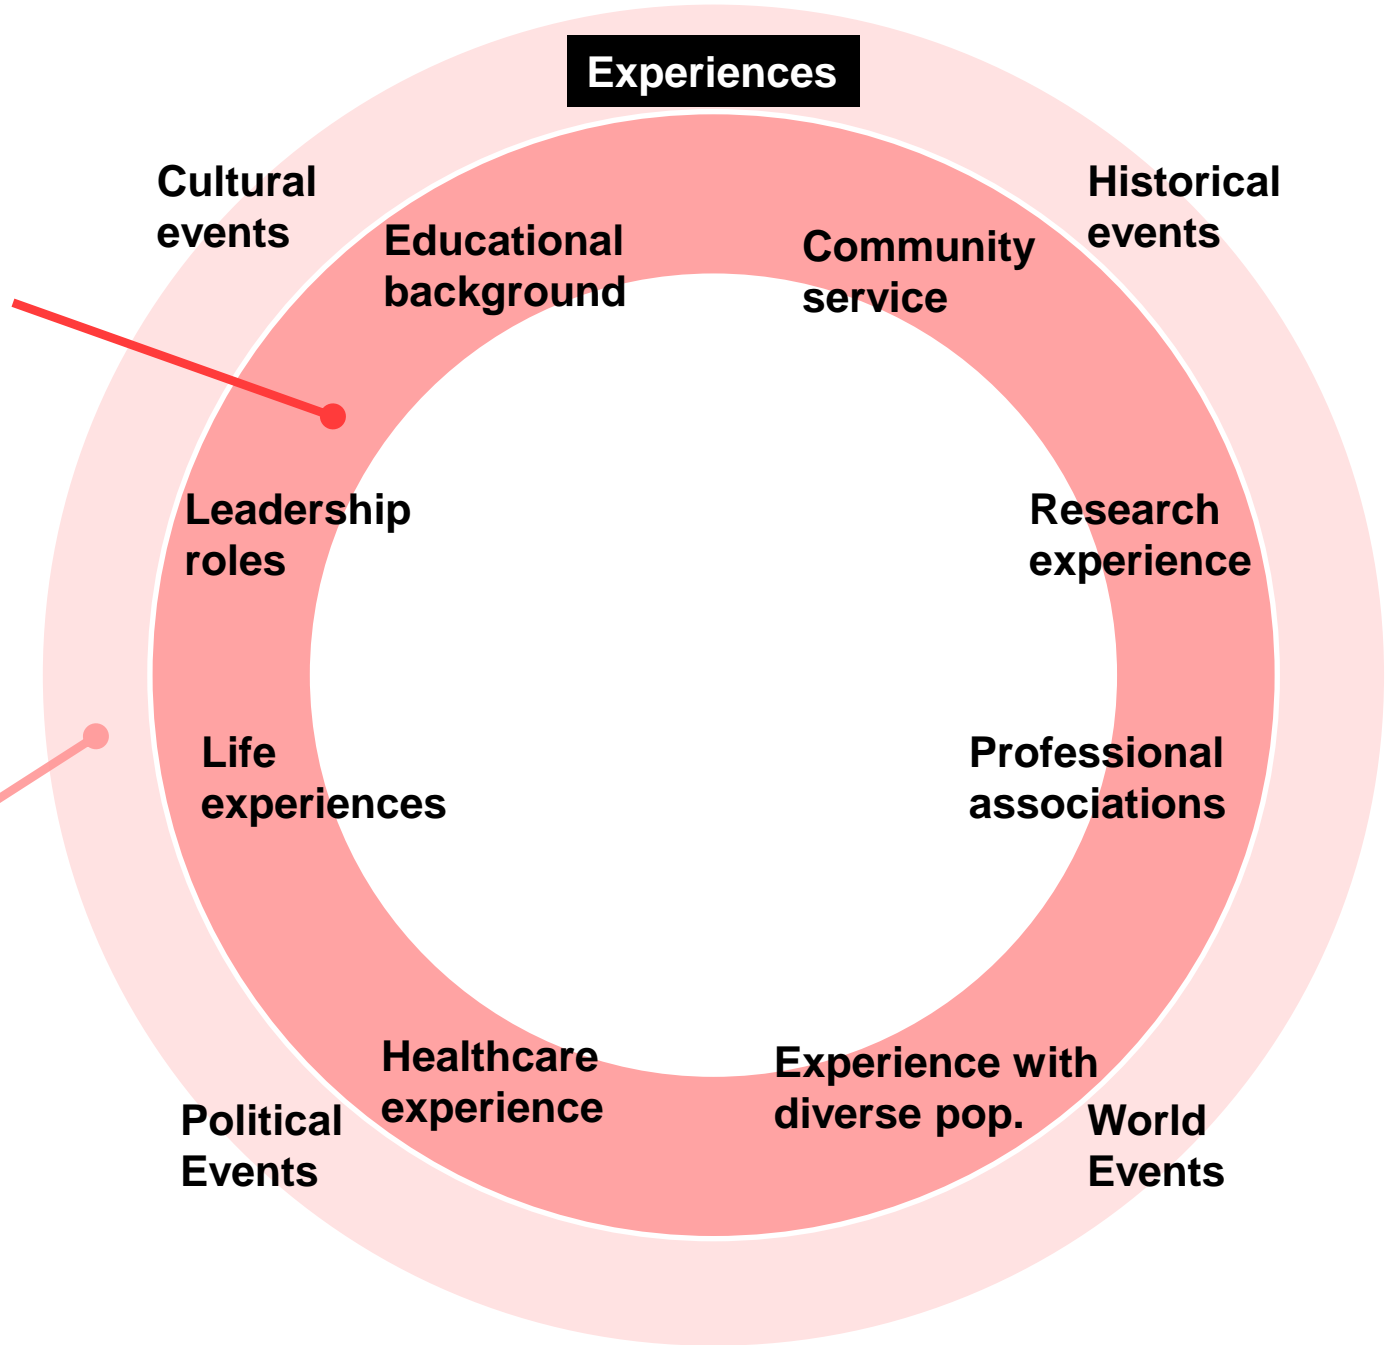 Experiences
Cultural
events
Historical
events
Educational
background
Community
service
Leadership
roles
Research
experience
Life
experiences
Professional
associations
Healthcare
experience
Experience with
diverse pop.
Political
Events
World
Events